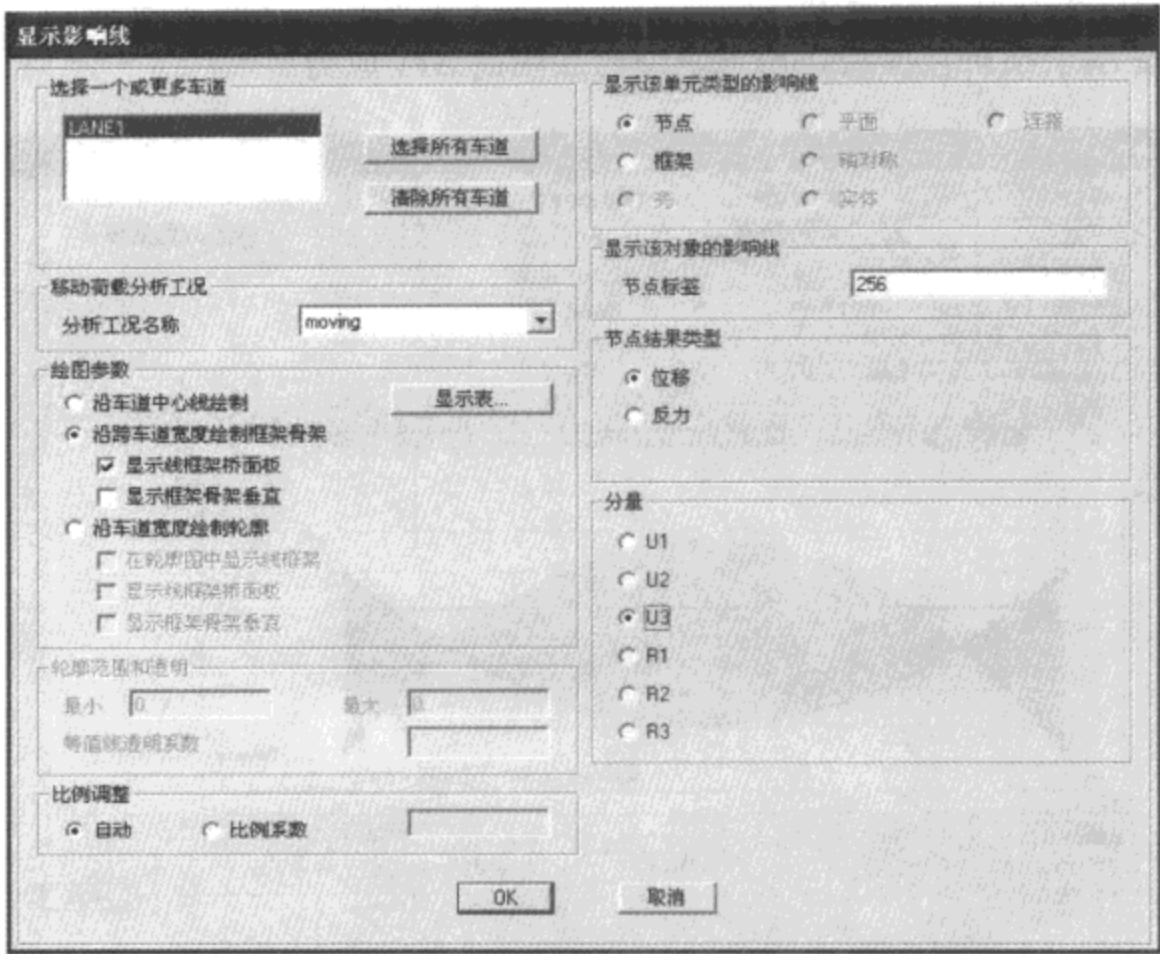 显示影响线
选择一个或更多车道
LANE1
选择所有车道
清除所有车道
移动荷载分析工况
分析工况名称
moving
绘图参数
沿车道中心线绘制
显示表...
沿跨车道宽度绘制框架骨架
显示线框架桥面板
显示框架骨架垂直
沿车道宽度绘制轮廓
在轮廓图中显示线框架
显示线框架桥面板
显示框架骨架垂直
轮廓范围和透明
最小
0.
最大
0.
等值线透明系数
比例调整
自动
比例系数
显示该单元类型的影响线
节点
平面
连接
框架
轴对称
壳
实体
显示该对象的影响线
节点标签
256
节点结果类型
位移
反力
分量
U1
U2
U3
R1
R2
R3
OK
取消